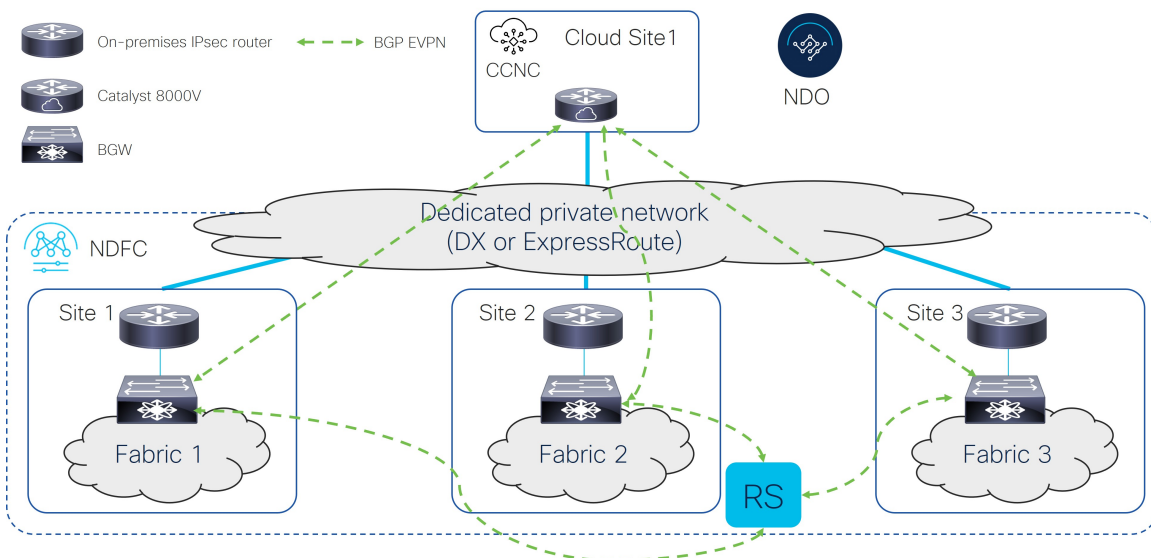 On-premises IPsec router
BGP EVPN
Catalyst 8000V
BGW
Cloud Site1
CCNC
NDO
Dedicated private network
(DX or ExpressRoute)
NDFC
Site 1
Site 2
Site 3
Fabric 1
Fabric 2
Fabric 3
RS